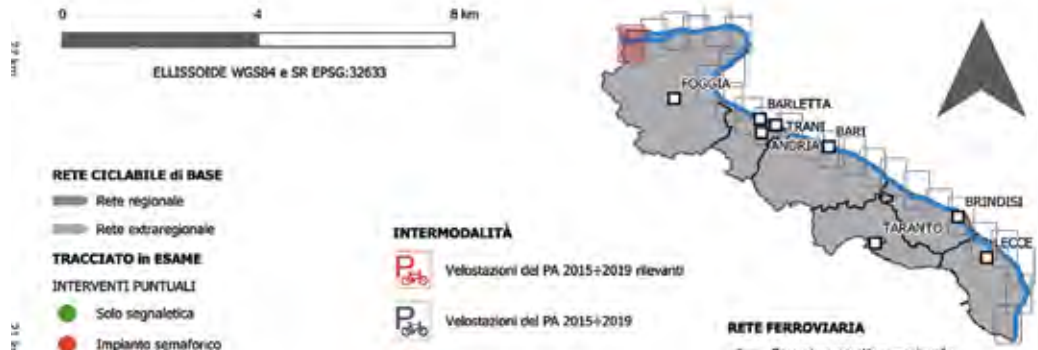 0 4 8 km
ELLISSOIDE WGS84 e SR EPSG:32633
FOGGIA
BARLETTA
TRANI
ANDRIA
BARI
BRINDISI
TARANTO
LECCE
RETE CICLABILE di BASE
Rete regionale
Rete extraregionale
TRACCIATO in ESAME
INTERVENTI PUNTUALI
Solo segnaletica
Impianto semaforico
INTERMODALITÀ
P
Velostazioni del PA 2015÷2019 rilevanti
P
Velostazioni del PA 2015÷2019
RETE FERROVIARIA